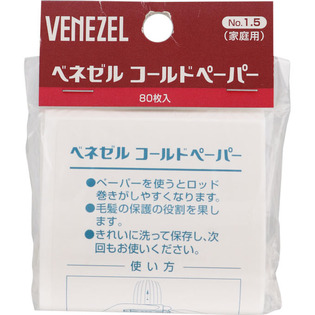 VENEZEL
No.1.5
(家庭用)
ベネゼル コールドペーパー
80枚入
ベネゼル コールドペーパー
●ペーパーを使うとロッド
巻きがしやすくなります。
●毛髪の保護の役割を果し
ます。
●きれいに洗って保存し、次
回もお使いください。
使い方